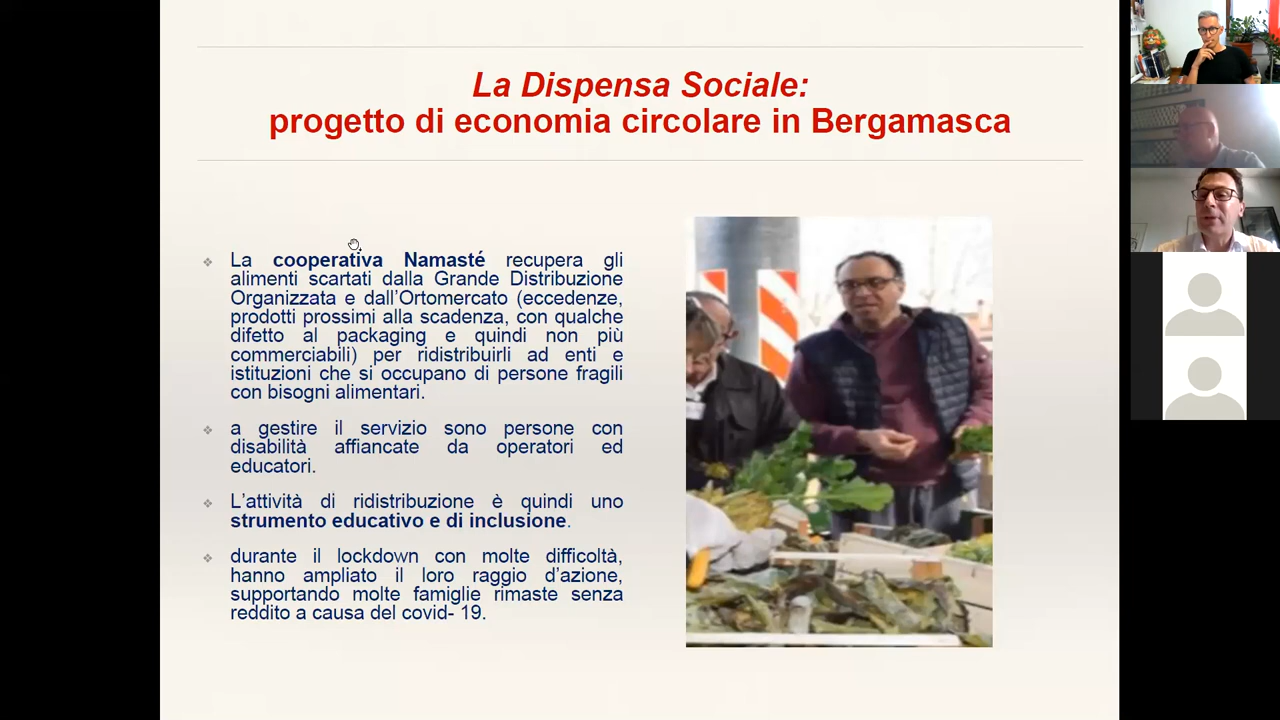 La Dispensa Sociale:
progetto di economia circolare in Bergamasca
La cooperativa Namasté recupera gli
alimenti scartati dalla Grande Distribuzione
Organizzata e dall’Ortomercato (eccedenze,
prodotti prossimi alla scadenza, con qualche
difetto al packaging e quindi non più
commerciabili) per ridistribuirli ad enti e
istituzioni che si occupano di persone fragili
con bisogni alimentari.
a gestire il servizio sono persone con
disabilità affiancate da operatori ed
educatori.
L’attività di ridistribuzione è quindi uno
strumento educativo e di inclusione.
durante il lockdown con molte difficoltà,
hanno ampliato il loro raggio d’azione,
supportando molte famiglie rimaste senza
reddito a causa del covid- 19.